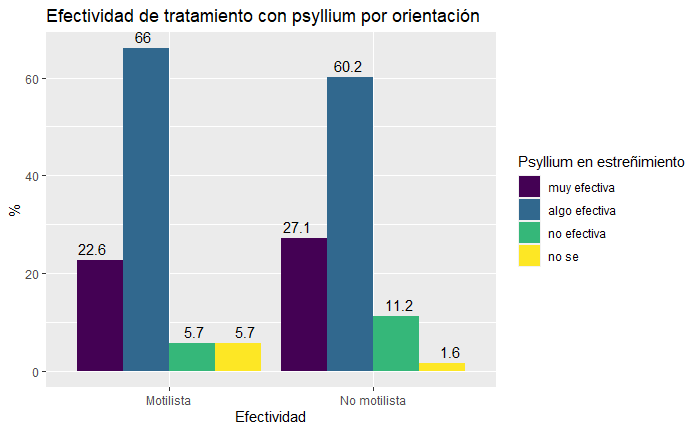 Efectividad de tratamiento con psyllium por orientación
%
60
40
20
0
66
22.6
5.7
5.7
60.2
27.1
11.2
1.6
Motilista
No motilista
Efectividad
Psyllium en estreñimiento
muy efectiva
algo efectiva
no efectiva
no se